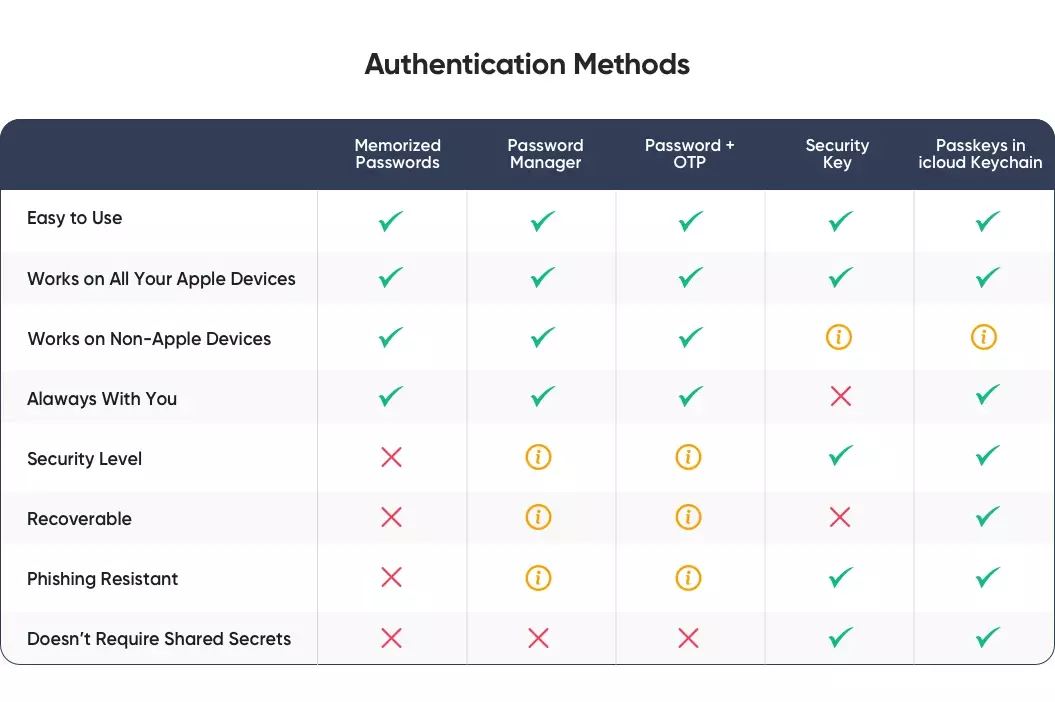 Authentication Methods
Memorized
Passwords
Password
Manager
Password +
OTP
Security
Key
Passkeys in
icloud Keychain
Easy to Use
Works on All Your Apple Devices
Works on Non-Apple Devices
Alaways With You
Security Level
Recoverable
Phishing Resistant
Doesn't Require Shared Secrets